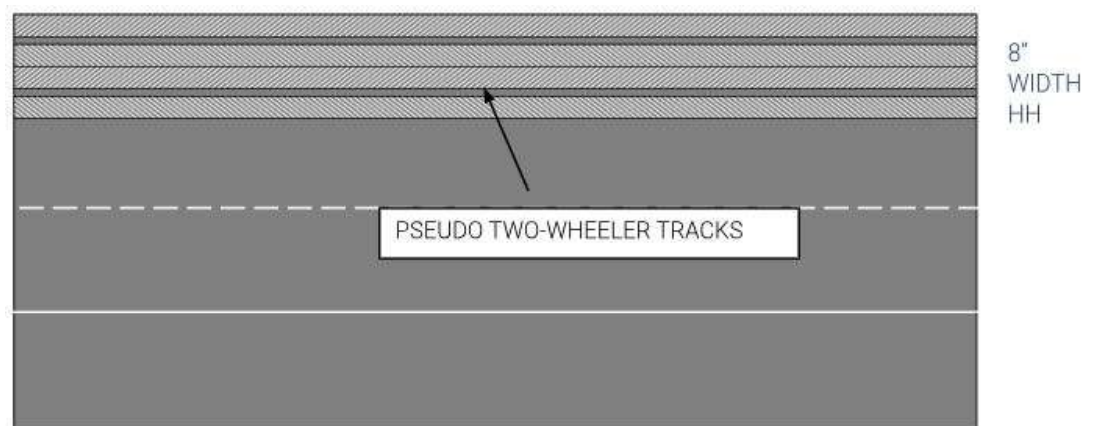 8"
WIDTH
HH
PSEUDO TWO-WHEELER TRACKS